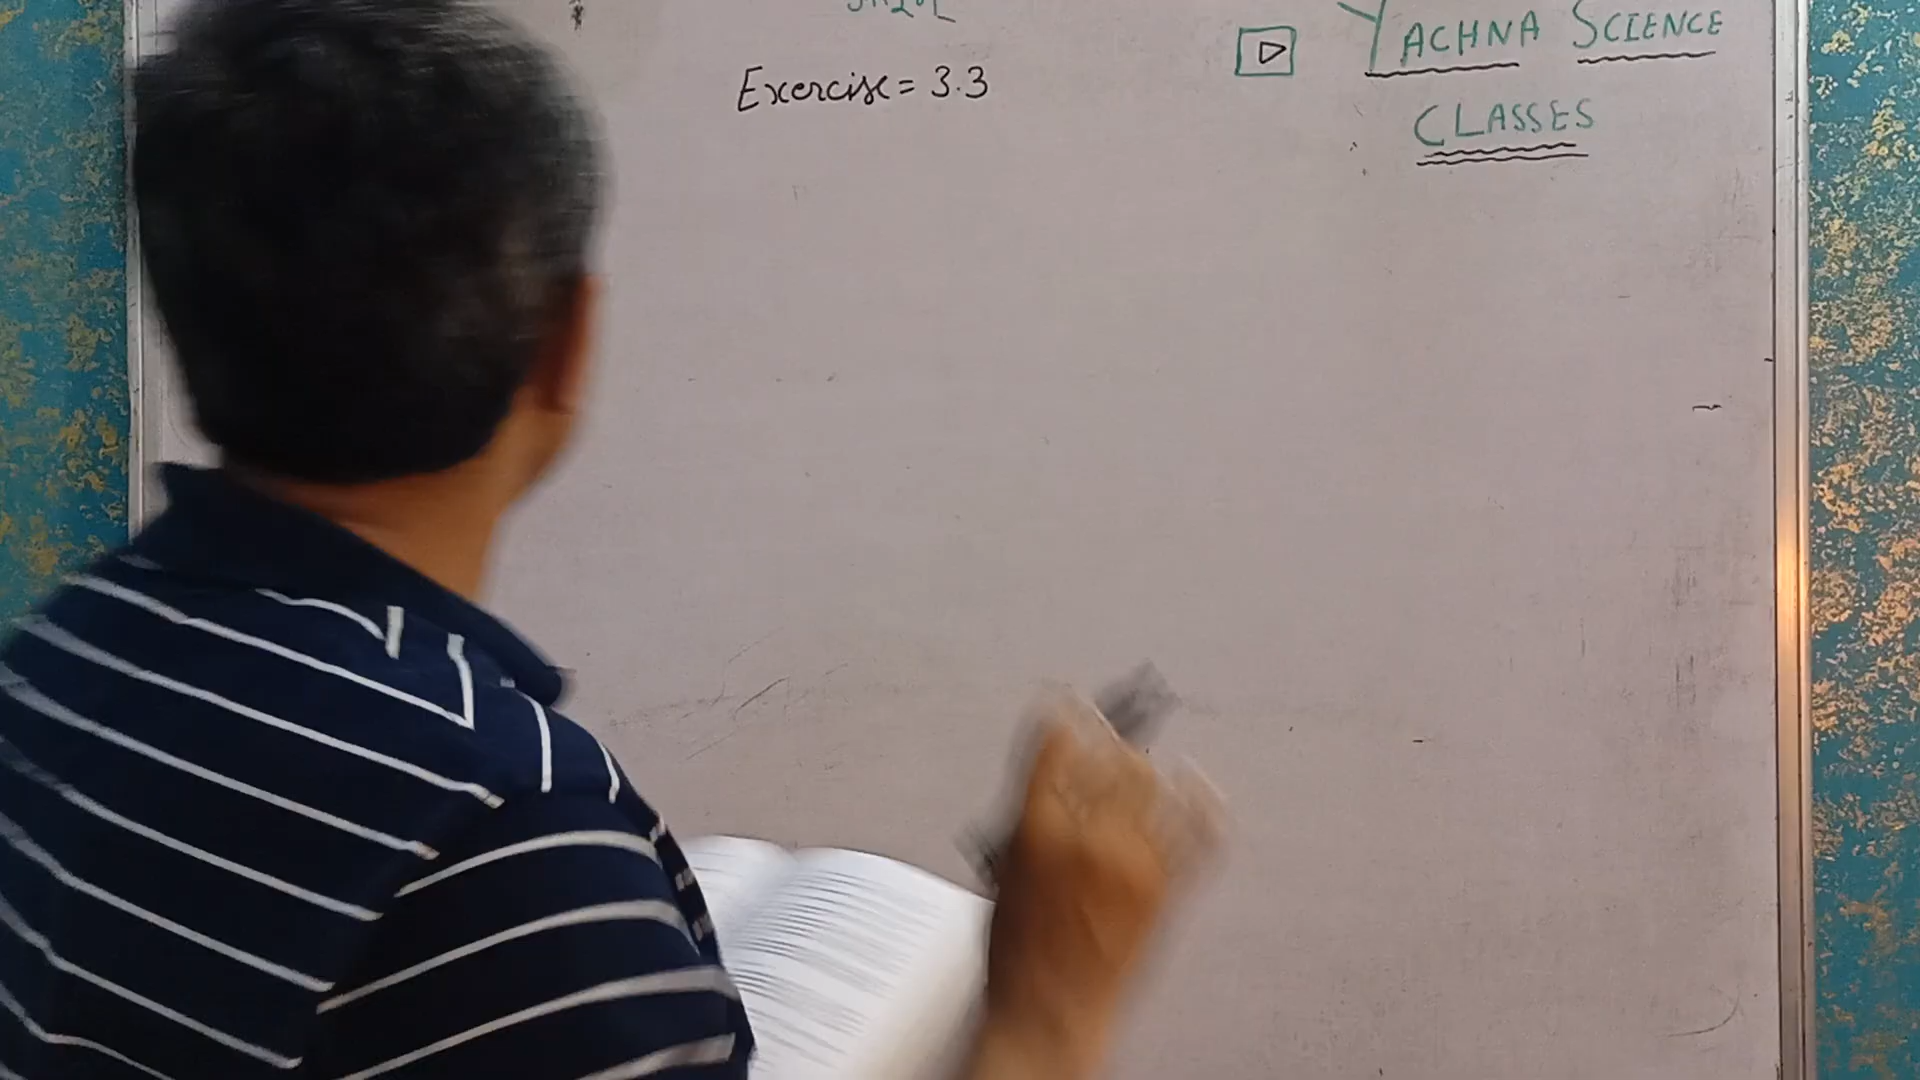 YACHNA SCIENCE
CLASSES
Exercise = 3.3